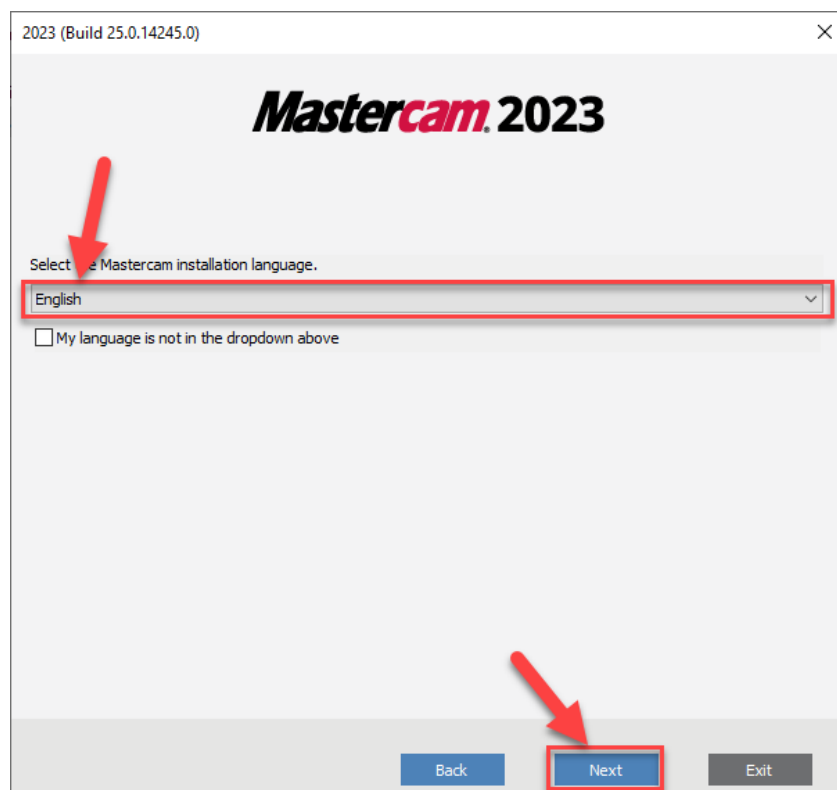 2023 (Build 25.0.14245.0)
Mastercam® 2023
Select Mastercam installation language.
English
My language is not in the dropdown above
Back Next Exit